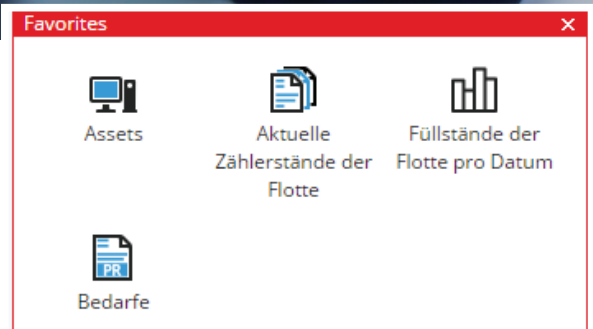 Favorites
Assets
Aktuelle
Zählerstände der
Flotte
Füllstände der
Flotte pro Datum
PR
Bedarfe